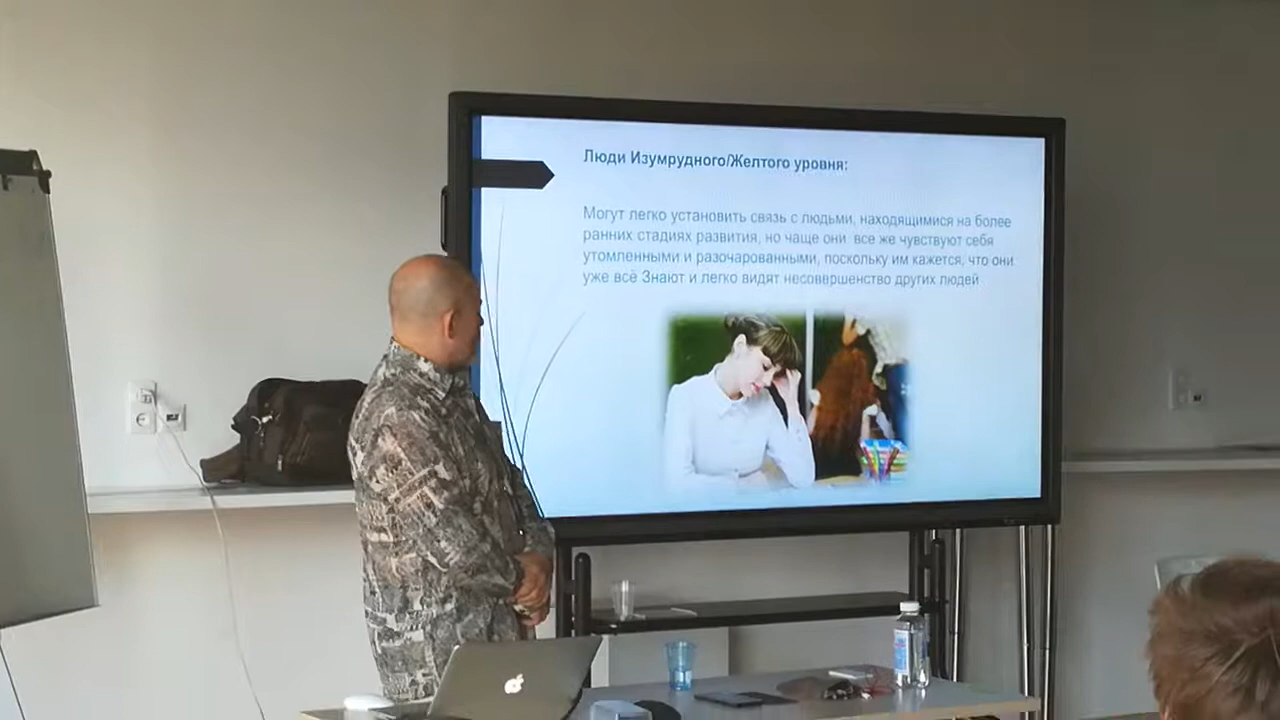 Люди Изумрудного/Желтого уровня:
Могут легко установить связь с людьми, находящимися на более
ранних стадиях развития, но чаще они все же чувствуют себя
утомленными и разочарованными, поскольку им кажется, что они
уже всё Знают и легко видят несовершенство других людей